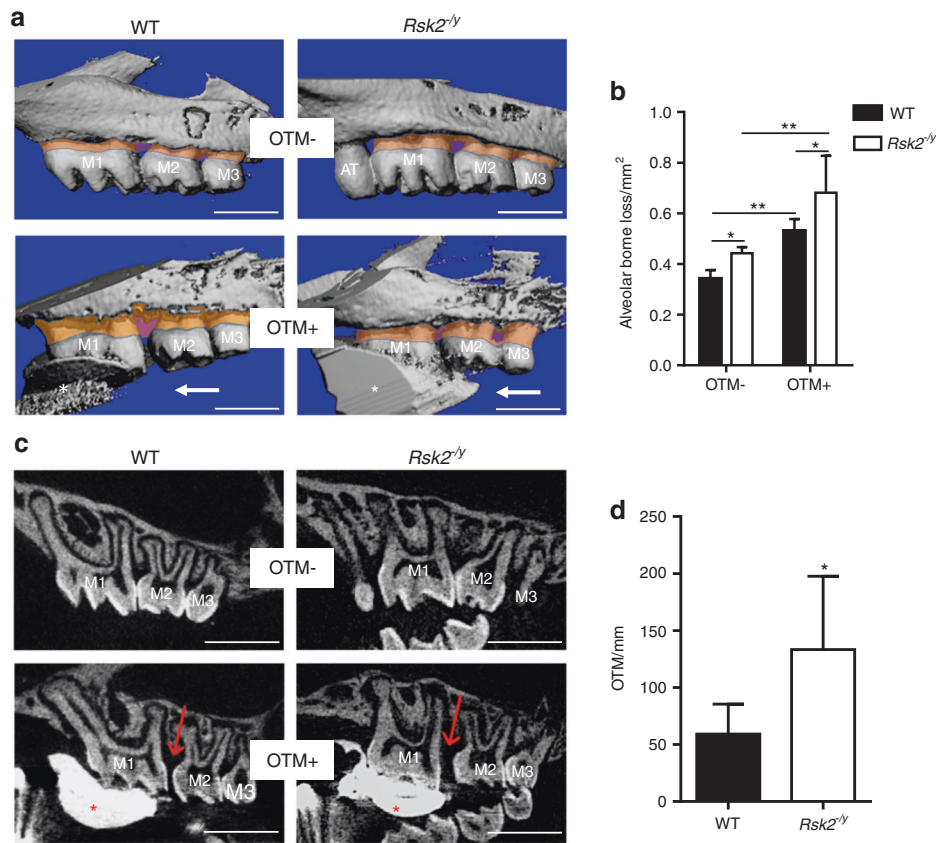 a
WT
Rsk2-/y
OTM-
M1
M2
M3
AT
M1
M2
M3
OTM+
M1
M2
M3
*
M1
M2
M3
*
b
WT
Rsk2-/y
Alveolar borne loss/mm²
1.0
0.8
0.6
0.4
0.2
0.0
**
**
*
*
OTM-
OTM+
c
WT
Rsk2-/y
OTM-
M1
M2
M3
M1
M2
M3
OTM+
M1
M2
M3
*
M1
M2
M3
*
d
OTM/mm
250
200
150
100
50
0
*
WT
Rsk2-/y